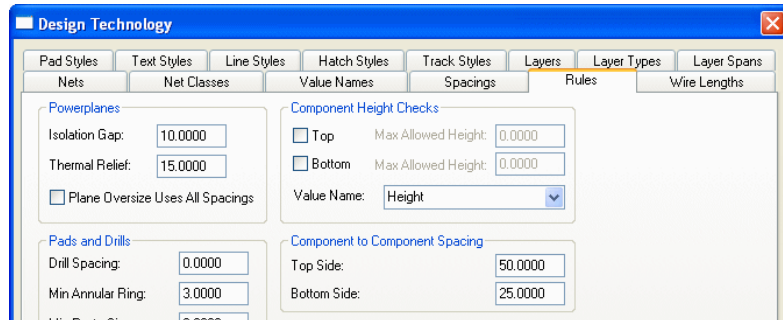 Design Technology
Pad Styles Text Styles Line Styles Hatch Styles Track Styles Layers Layer Types Layer Spans
Nets Net Classes Value Names Spacings Rules Wire Lengths
Powerplanes
Isolation Gap: 10.0000
Thermal Relief: 15.0000
Plane Oversize Uses All Spacings
Component Height Checks
Top Max Allowed Height: 0.0000
Bottom Max Allowed Height: 0.0000
Value Name: Height
Pads and Drills
Drill Spacing: 0.0000
Min Annular Ring: 3.0000
Component to Component Spacing
Top Side: 50.0000
Bottom Side: 25.0000